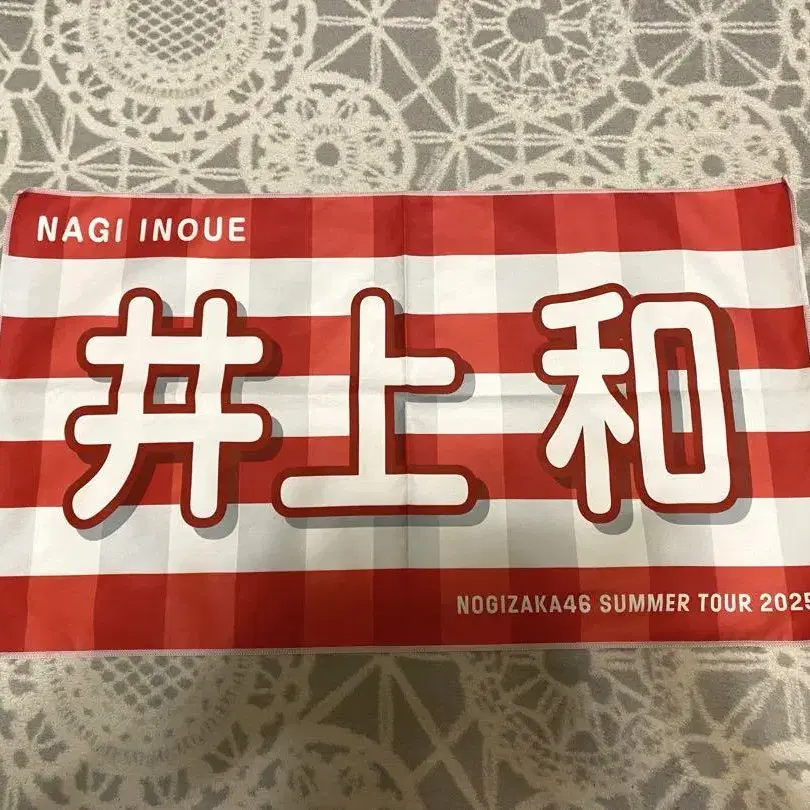 NAGI INOUE
井上和
NOGIZAKA46 SUMMER TOUR 2025